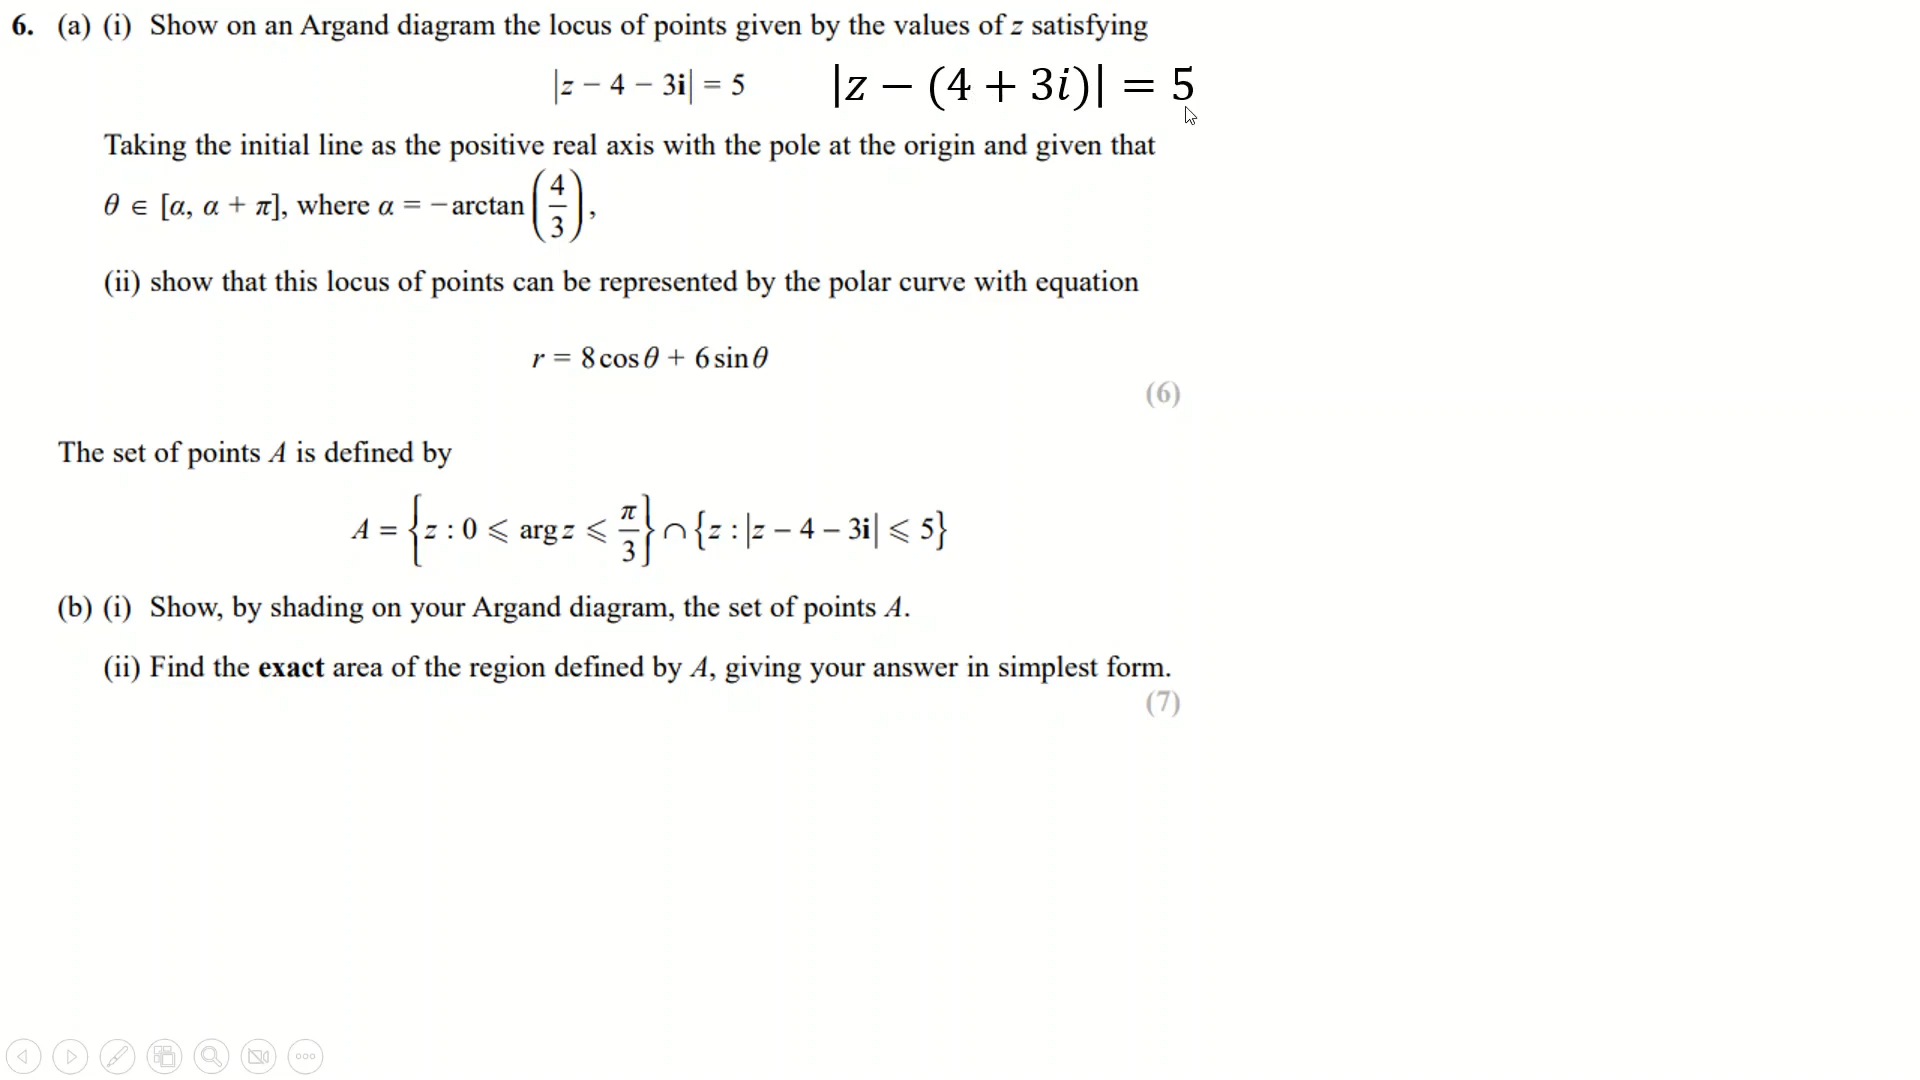 6. (a) (i) Show on an Argand diagram the locus of points given by the values of z satisfying
|z − 4 − 3i| = 5 |z − (4 + 3i)| = 5
Taking the initial line as the positive real axis with the pole at the origin and given that
θ ∈ [α, α + π], where α = −arctan(4/3),
(ii) show that this locus of points can be represented by the polar curve with equation
r = 8cosθ + 6sinθ
(6)
The set of points A is defined by
A = {z : 0 ⩽ arg z ⩽ π/3} ∩ {z : |z − 4 − 3i| ⩽ 5}
(b) (i) Show, by shading on your Argand diagram, the set of points A.
(ii) Find the exact area of the region defined by A, giving your answer in simplest form.
(7)